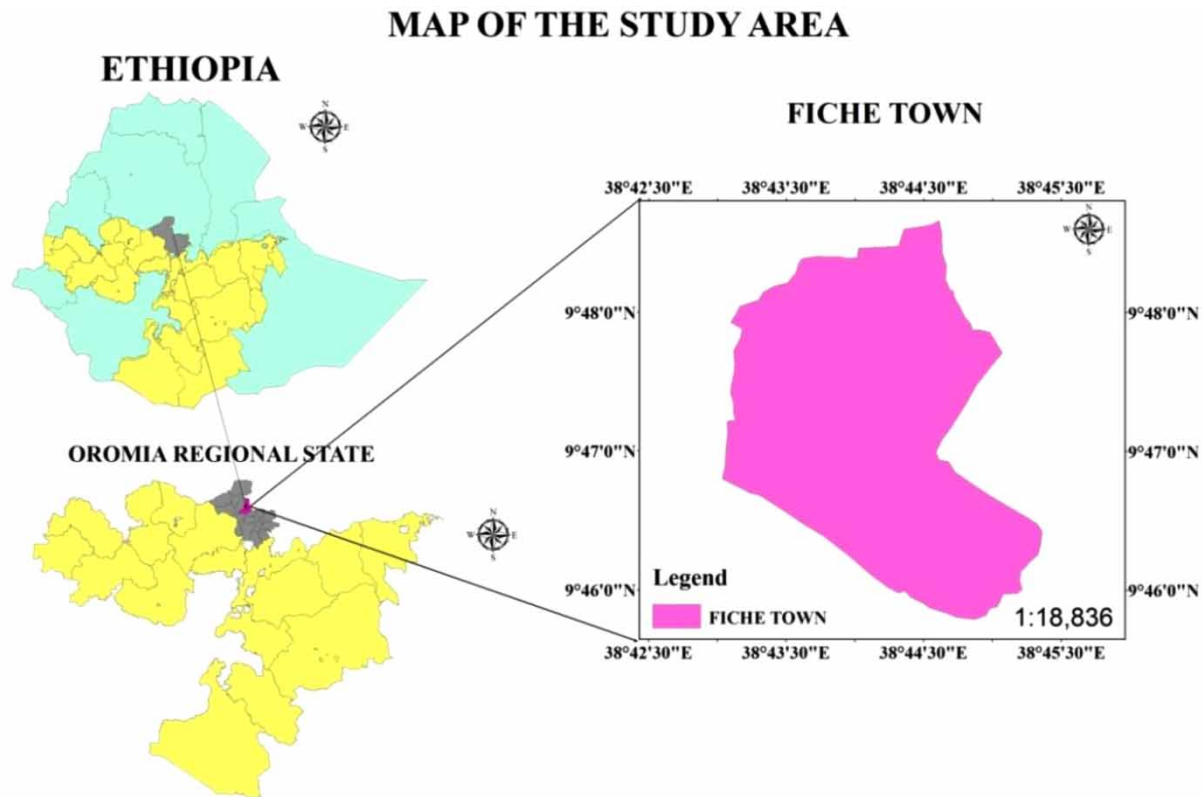 MAP OF THE STUDY AREA
ETHIOPIA
N
W E
S
OROMIA REGIONAL STATE
N
W E
S
FICHE TOWN
38°42'30"E 38°43'30"E 38°44'30"E 38°45'30"E
N
W E
S
9°48'0"N 9°48'0"N
9°47'0"N 9°47'0"N
9°46'0"N 9°46'0"N
Legend
FICHE TOWN
1:18,836
38°42'30"E 38°43'30"E 38°44'30"E 38°45'30"E